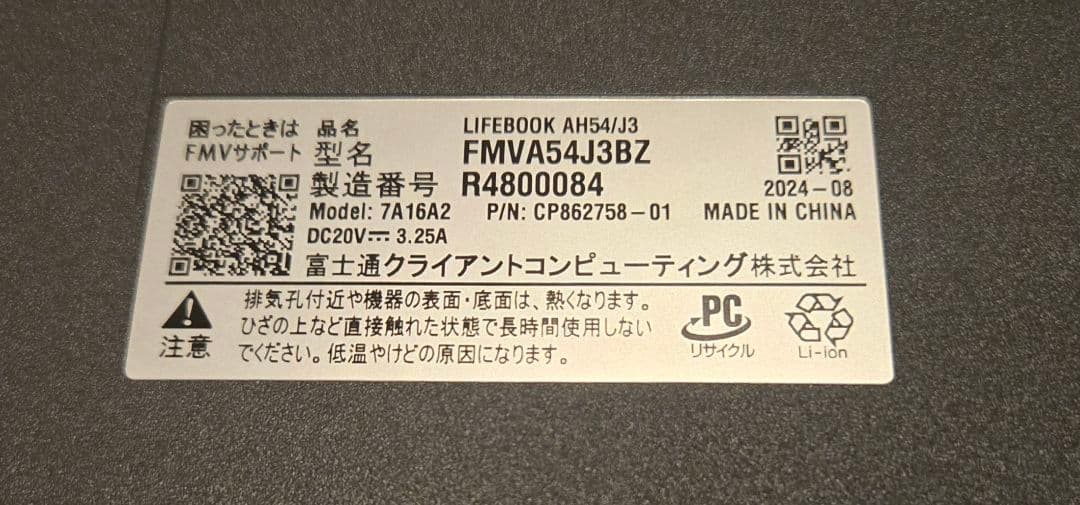 困ったときは
FMVサポート
品名 LIFEBOOK AH54/J3
型名 FMVA54J3BZ
製造番号 R4800084
2024-08
Model: 7A16A2 P/N: CP862758-01 MADE IN CHINA
DC20V⎓ 3.25A
富士通クライアントコンピューティング株式会社
注意
排気孔付近や機器の表面・底面は、熱くなります。
ひざの上など直接触れた状態で長時間使用しない
でください。低温やけどの原因になります。
PC
リサイクル
Li-ion